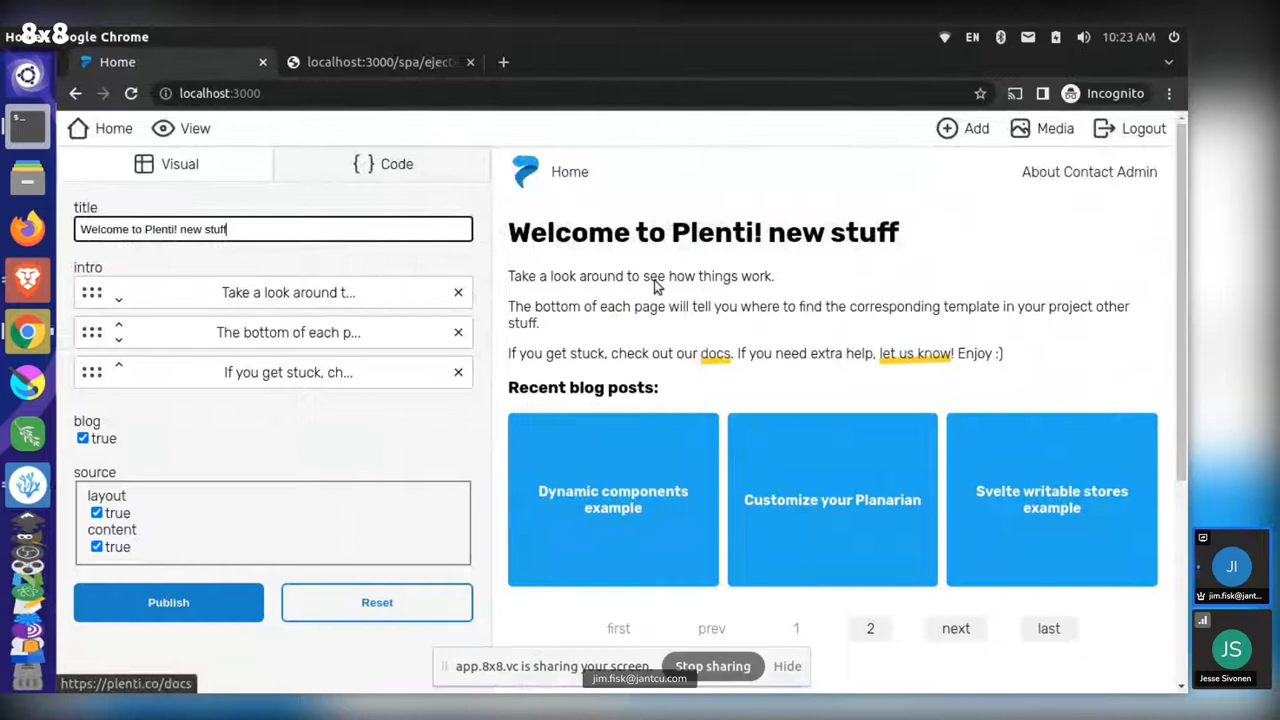 8x8
Ho
oogle Chrome
EN
10:23 AM
Home
localhost:3000/spa/eject
localhost:3000
Incognito
Home
View
Add
Media
Logout
Visual
{ } Code
Home
About Contact Admin
title
Welcome to Plenti! new stuff
Welcome to Plenti! new stuff
intro
Take a look around t...
The bottom of each p...
If you get stuck, ch...
Take a look around to see how things work.
The bottom of each page will tell you where to find the corresponding template in your project other
stuff.
If you get stuck, check out our docs. If you need extra help, let us know! Enjoy :)
Recent blog posts:
blog
true
source
layout
true
content
true
Dynamic components
example
Customize your Planarian
Svelte writable stores
example
Publish
Reset
first
prev
1
2
next
last
app.8x8.vc is sharing your screen.
Stop sharing
Hide
jim.fisk@jantcu.com
https://plenti.co/docs
JI
jim.fisk@jant...
JS
Jesse Sivonen